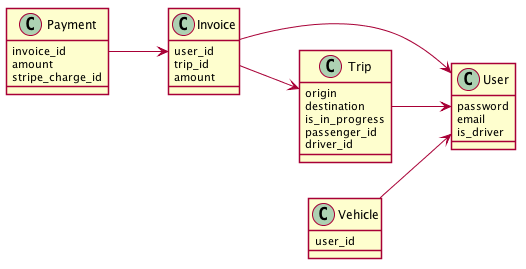 C Payment
invoice_id
amount
stripe_charge_id
C Invoice
user_id
trip_id
amount
C Trip
origin
destination
is_in_progress
passenger_id
driver_id
C User
password
email
is_driver
C Vehicle
user_id